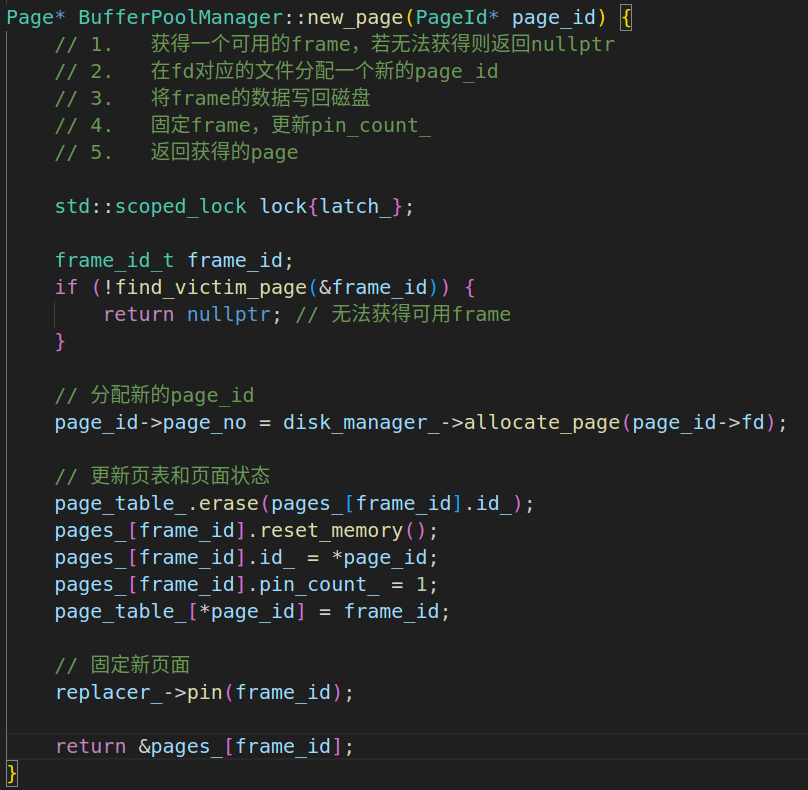 Page* BufferPoolManager::new_page(PageId* page_id) {
    // 1.   获得一个可用的frame，若无法获得则返回nullptr
    // 2.   在fd对应的文件分配一个新的page_id
    // 3.   将frame的数据写回磁盘
    // 4.   固定frame，更新pin_count_
    // 5.   返回获得的page
    std::scoped_lock lock{latch_};
    frame_id_t frame_id;
    if (!find_victim_page(&frame_id)) {
        return nullptr; // 无法获得可用frame
    }
    // 分配新的page_id
    page_id->page_no = disk_manager_->allocate_page(page_id->fd);
    // 更新页表和页面状态
    page_table_.erase(pages_[frame_id].id_);
    pages_[frame_id].reset_memory();
    pages_[frame_id].id_ = *page_id;
    pages_[frame_id].pin_count_ = 1;
    page_table_[*page_id] = frame_id;
    // 固定新页面
    replacer_->pin(frame_id);
    return &pages_[frame_id];
}